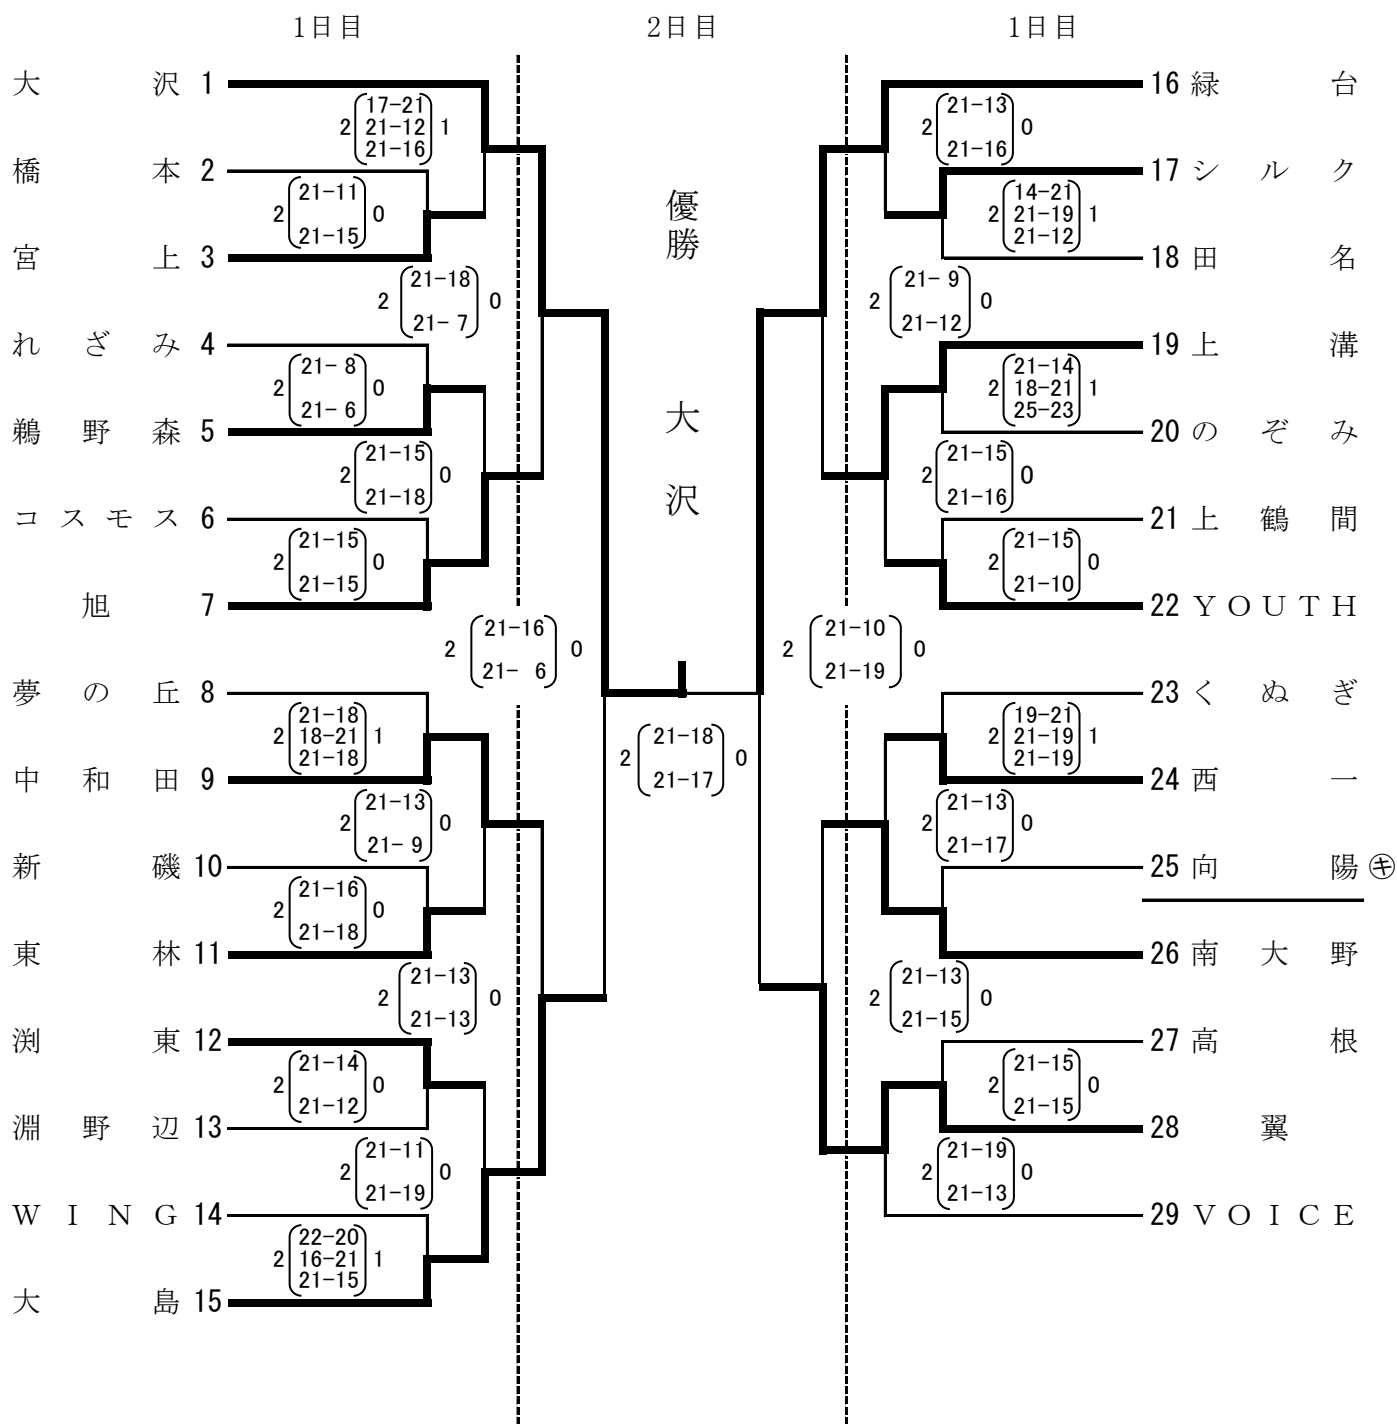 1日目 2日目 1日目
大沢 1
橋本 2
宮上 3
れざみ 4
鵜野森 5
コスモス 6
旭 7
夢の丘 8
中和田 9
新磯 10
東林 11
渕東 12
淵野辺 13
WING 14
大島 15
2 17-21 1
21-12
21-16
2 21-11 0
21-15
2 21-18 0
21- 7
2 21- 8 0
21- 6
2 21-15 0
21-18
2 21-15 0
21-15
2 21-16 0
21- 6
2 21-18 1
18-21
21-18
2 21-13 0
21- 9
2 21-16 0
21-18
2 21-13 0
21-13
2 21-14 0
21-12
2 21-11 0
21-19
2 22-20 1
16-21
21-15
優勝
大沢
2 21-18 0
21-17
16 緑台
17 シルク
18 田名
19 上溝
20 のぞみ
21 上鶴間
22 YOUTH
23 くぬぎ
24 西一
25 向陽 ㋖
26 南大野
27 高根
28 翼
29 VOICE
2 21-13 0
21-16
2 14-21 1
21-19
21-12
2 21- 9 0
21-12
2 21-14 1
18-21
25-23
2 21-15 0
21-16
2 21-15 0
21-10
2 21-10 0
21-19
2 19-21 1
21-19
21-19
2 21-13 0
21-17
2 21-13 0
21-15
2 21-15 0
21-15
2 21-19 0
21-13